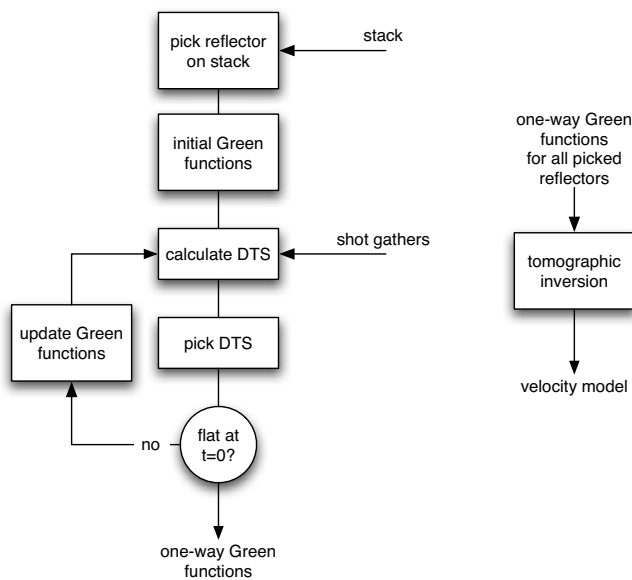 pick reflector
on stack
stack
initial Green
functions
calculate DTS
shot gathers
update Green
functions
pick DTS
no
flat at
t=0?
one-way Green
functions
one-way Green
functions
for all picked
reflectors
tomographic
inversion
velocity model